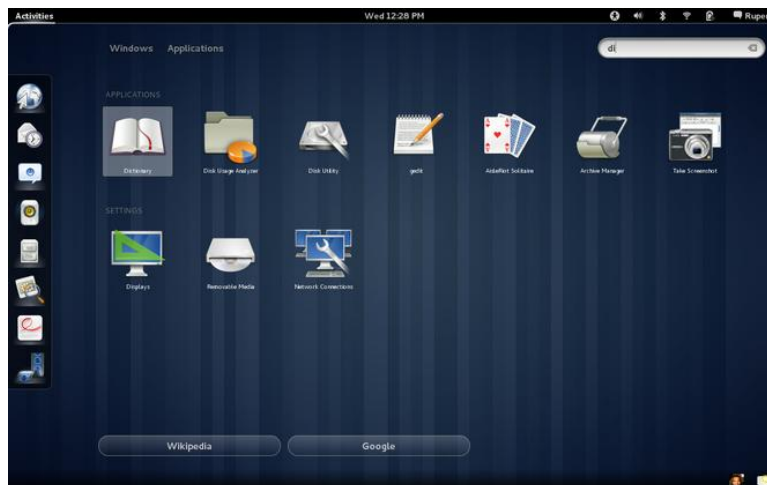 Activities
Wed 12:28 PM
Rupe
Windows Applications
di
APPLICATIONS
Dictionary
Disk Usage Analyzer
Disk Utility
gedit
AisleRiot Solitaire
Archive Manager
Take Screenshot
SETTINGS
Displays
Removable Media
Network Connections
Wikipedia
Google